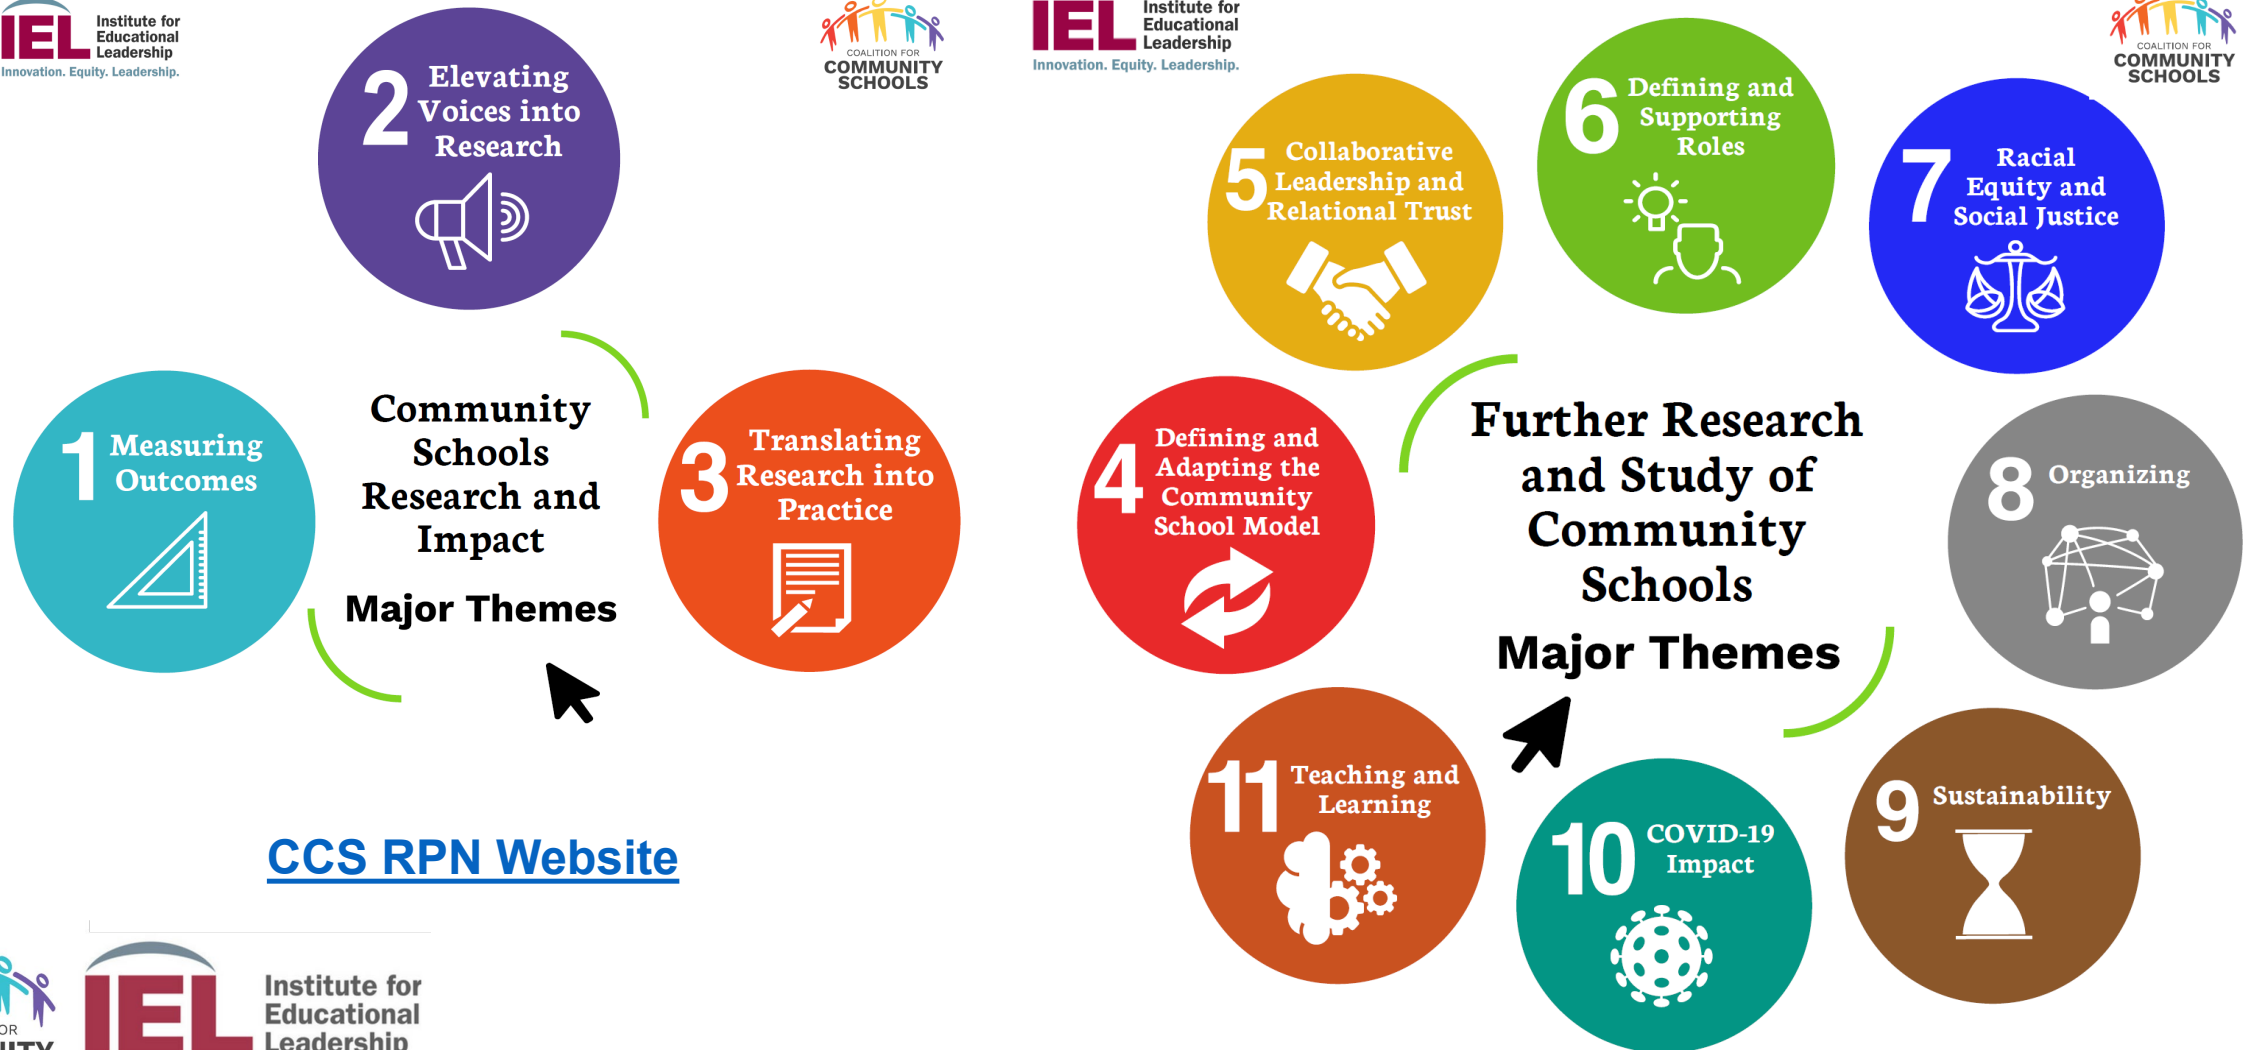 IEL
Institute for
Educational
Leadership
Innovation. Equity. Leadership.
COALITION FOR
COMMUNITY
SCHOOLS
2
Elevating
Voices into
Research
1
Measuring
Outcomes
Community
Schools
Research and
Impact
Major Themes
3
Translating
Research into
Practice
CCS RPN Website
OR
IEL
Institute for
Educational
Leadership
IEL
Institute for
Educational
Leadership
Innovation. Equity. Leadership.
COALITION FOR
COMMUNITY
SCHOOLS
5
Collaborative
Leadership and
Relational Trust
6
Defining and
Supporting
Roles
7
Racial
Equity and
Social Justice
4
Defining and
Adapting the
Community
School Model
Further Research
and Study of
Community
Schools
Major Themes
8
Organizing
11
Teaching and
Learning
10
COVID-19
Impact
9
Sustainability